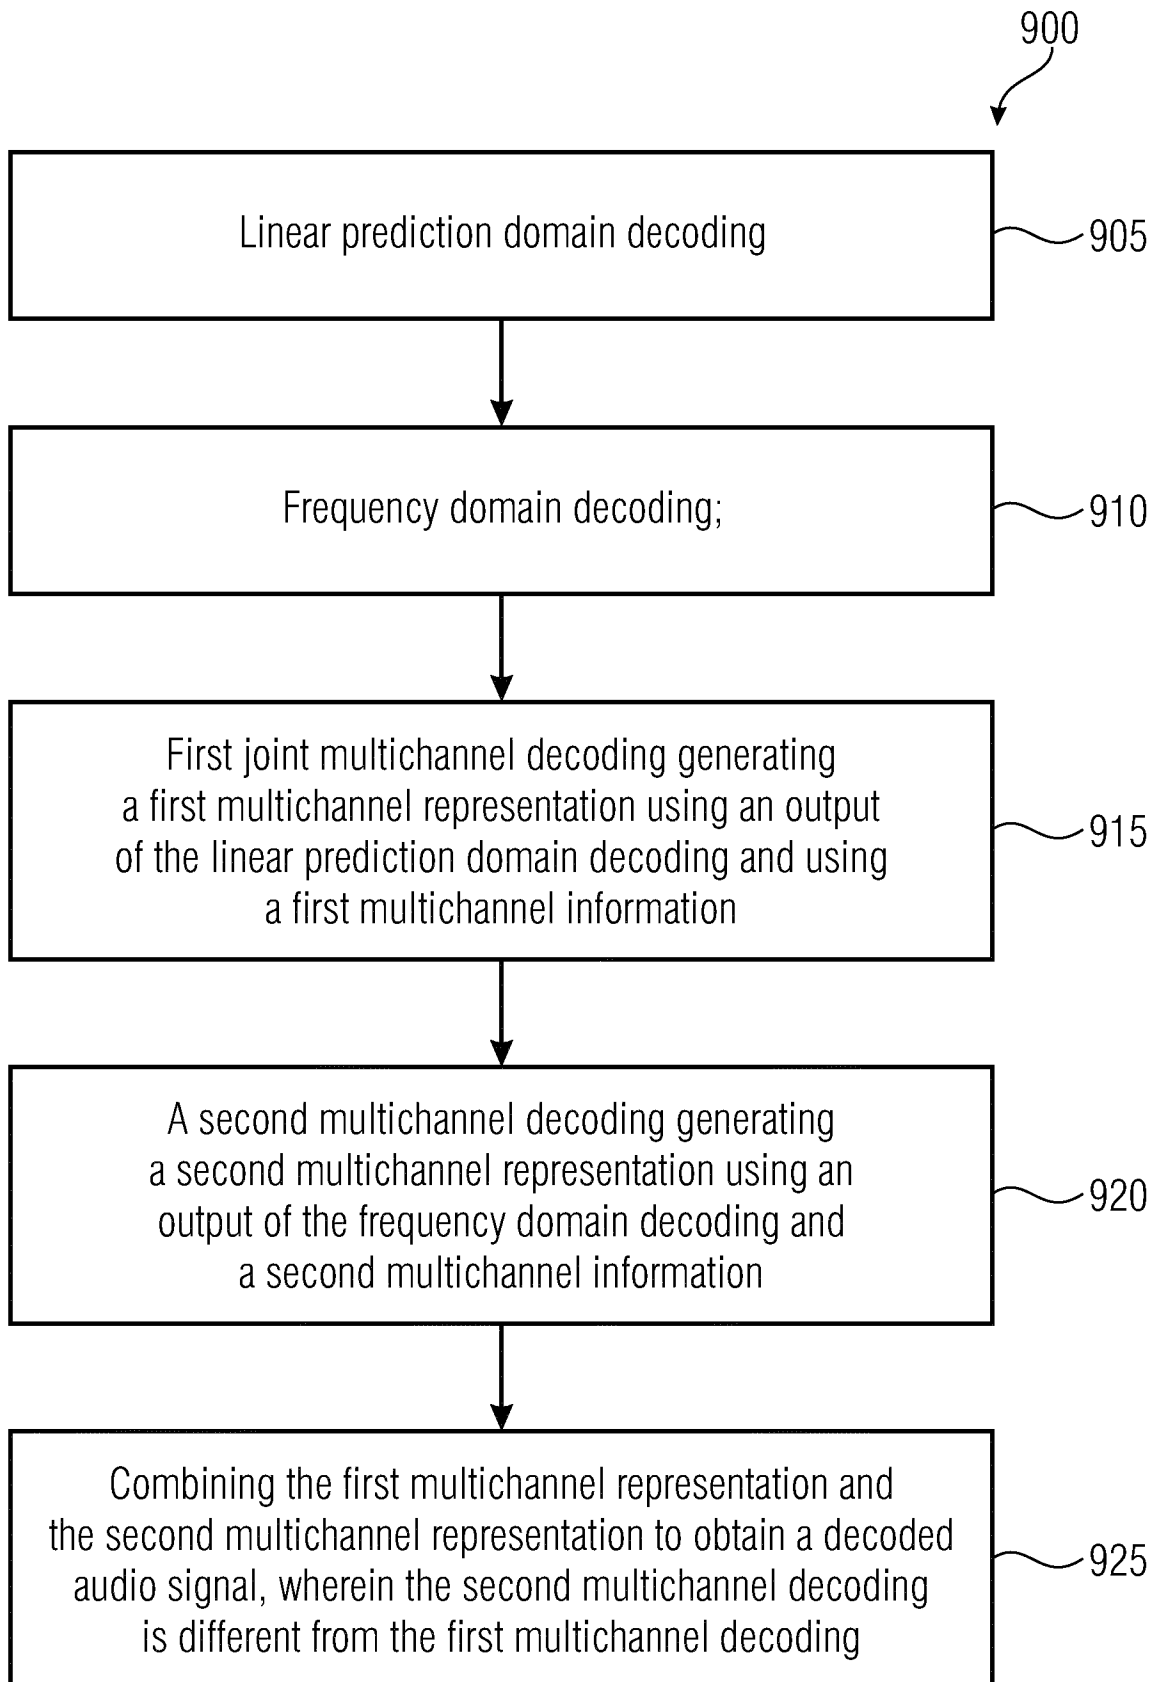 900
Linear prediction domain decoding
905
Frequency domain decoding;
910
First joint multichannel decoding generating
a first multichannel representation using an output
of the linear prediction domain decoding and using
a first multichannel information
915
A second multichannel decoding generating
a second multichannel representation using an
output of the frequency domain decoding and
a second multichannel information
920
Combining the first multichannel representation and
the second multichannel representation to obtain a decoded
audio signal, wherein the second multichannel decoding
is different from the first multichannel decoding
925